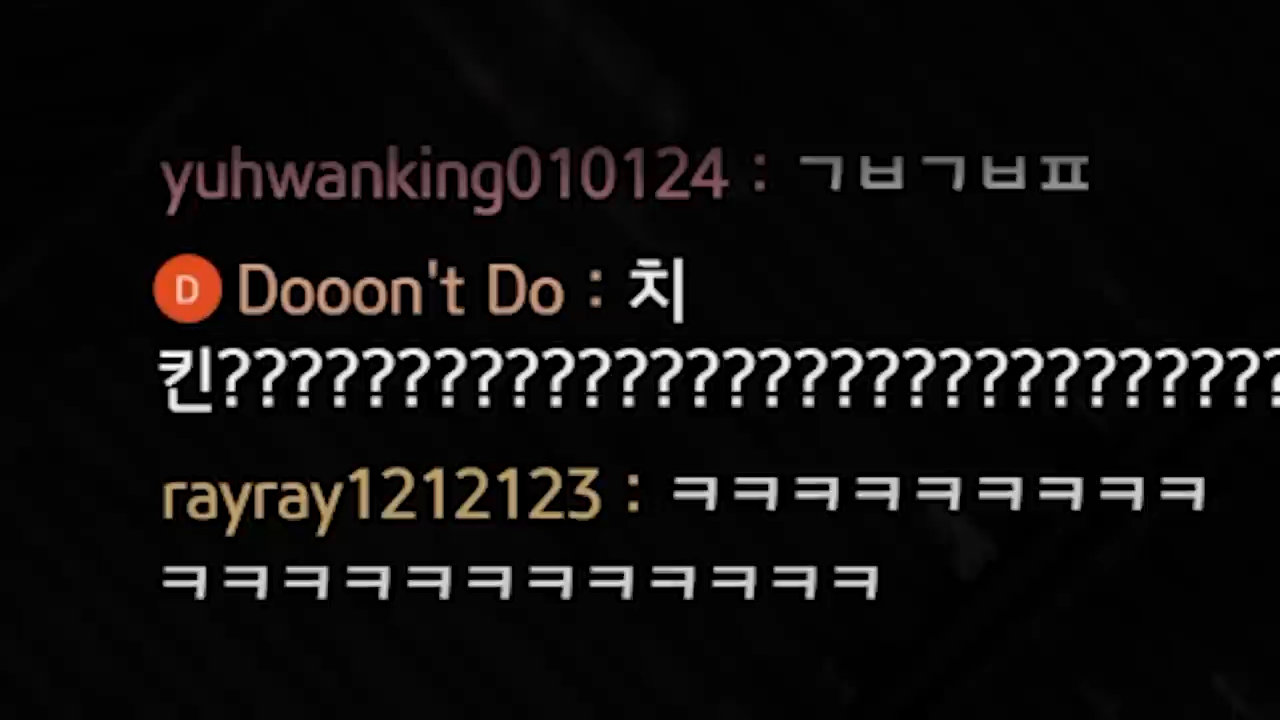 yuhwanking010124 : ㄱㅂㄱㅂㅍ
D Dooon't Do : 치
킨??????????????????????????????
rayray1212123 : ㅋㅋㅋㅋㅋㅋㅋㅋㅋ
ㅋㅋㅋㅋㅋㅋㅋㅋㅋㅋㅋㅋ